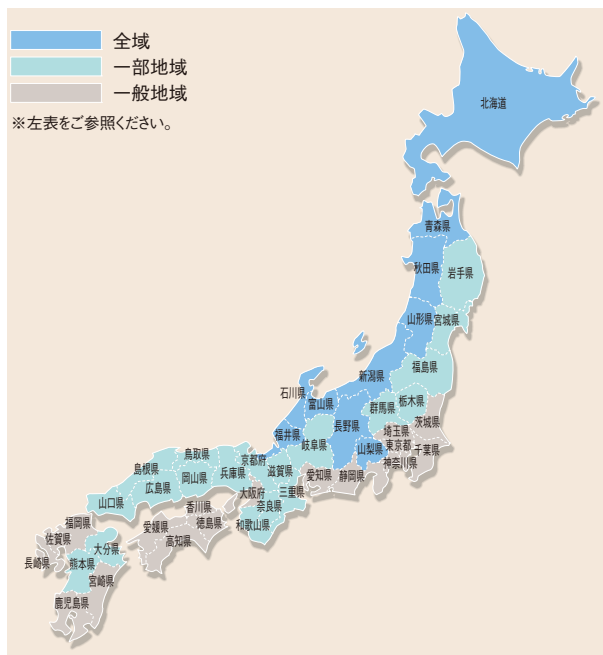 全域
一部地域
一般地域
※左表をご参照ください。
北海道
青森県
秋田県
岩手県
山形県
宮城県
新潟県
福島県
石川県
富山県
群馬県
栃木県
茨城県
福井県
長野県
埼玉県
岐阜県
山梨県
東京都
千葉県
神奈川県
鳥取県
京都府
島根県
兵庫県
滋賀県
愛知県
静岡県
岡山県
広島県
大阪府
三重県
山口県
奈良県
香川県
和歌山県
福岡県
愛媛県
徳島県
佐賀県
高知県
大分県
長崎県
熊本県
宮崎県
鹿児島県